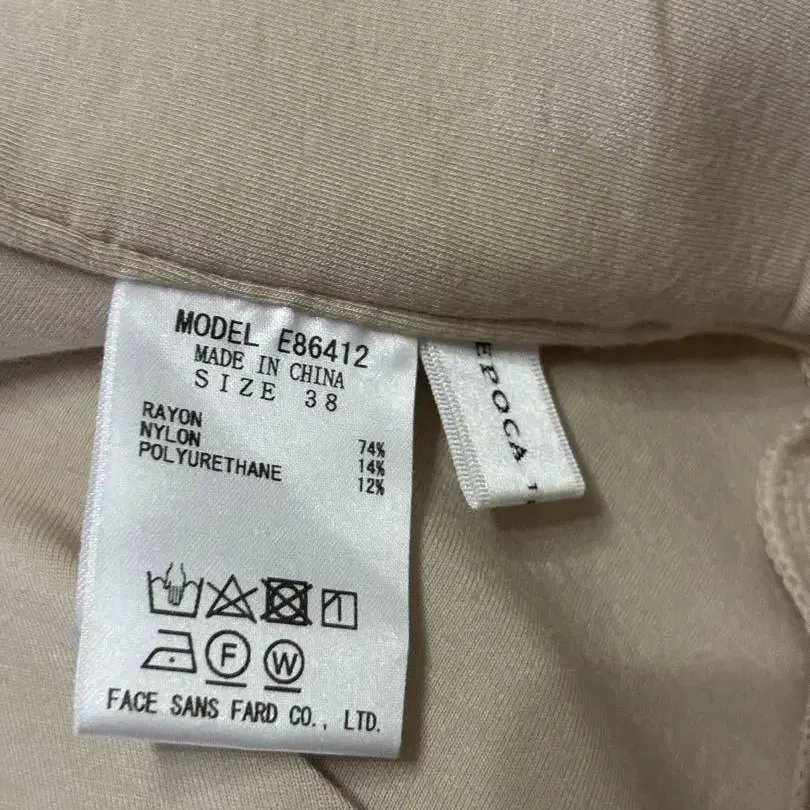 MODEL E86412
MADE IN CHINA
SIZE 38
RAYON 74%
NYLON 14%
POLYURETHANE 12%
F W
FACE SANS FARD CO., LTD.
EPOCA